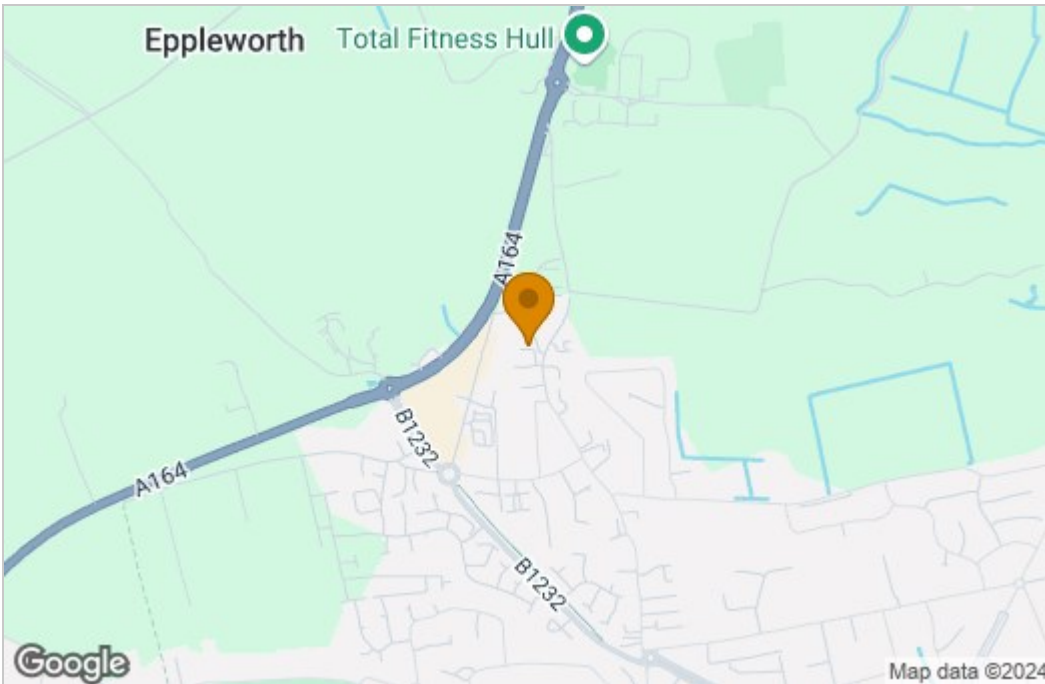 Eppleworth
Total Fitness Hull
A164
A164
B1232
B1232
Google
Map data ©2024